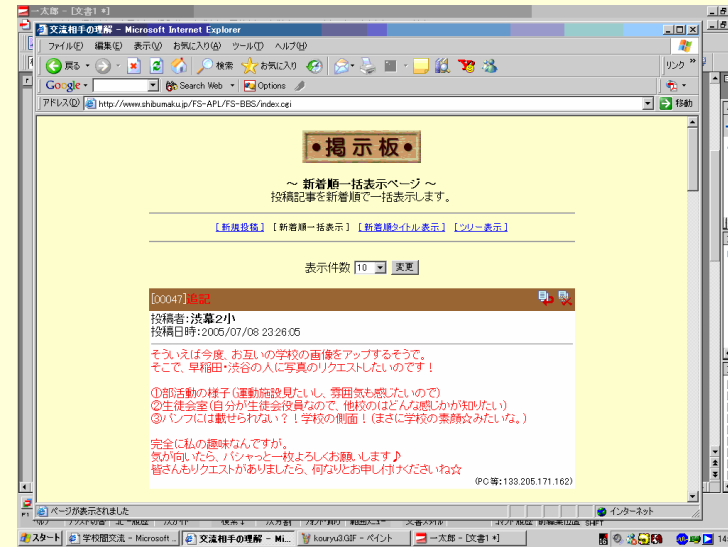 一太郎 - [文書1 *]
交流相手の理解 - Microsoft Internet Explorer
ファイル(F) 編集(E) 表示(V) お気に入り(A) ツール(T) ヘルプ(H)
戻る 検索 お気に入り リンク
Google Search Web Options
アドレス(D) http://www.shibumaku.jp/FS-APL/FS-BBS/index.cgi 移動
•掲示板•
～ 新着順一括表示ページ ～
投稿記事を新着順で一括表示します。
[新規投稿] [新着順一括表示] [新着順タイトル表示] [ツリー表示]
表示件数 10 変更
[00047]追記
投稿者:渋幕2小
投稿日時:2005/07/08 23:26:05
そういえば今度、お互いの学校の画像をアップするそうで。
そこで、早稲田・渋谷の人に写真のリクエストしたいのです！
①部活動の様子(運動施設見たいし、雰囲気も感じたいので)
②生徒会室(自分が生徒会役員なので、他校のはどんな感じかが知りたい)
③パンフには載せられない？！学校の側面！(まさに学校の素顔☆みたいな。)
完全に私の趣味なんですが。
気が向いたら、パシャっと一枚よろしくお願いします♪
皆さんもリクエストがありましたら、何なりとお申し付けくださいね☆
(PC等:133.205.171.162)
ページが表示されました インターネット
スタート 学校間交流 - Microsoft ... 交流相手の理解 - Mi... kouryu3.GIF - ペイント 一太郎 - [文書1 *] 14